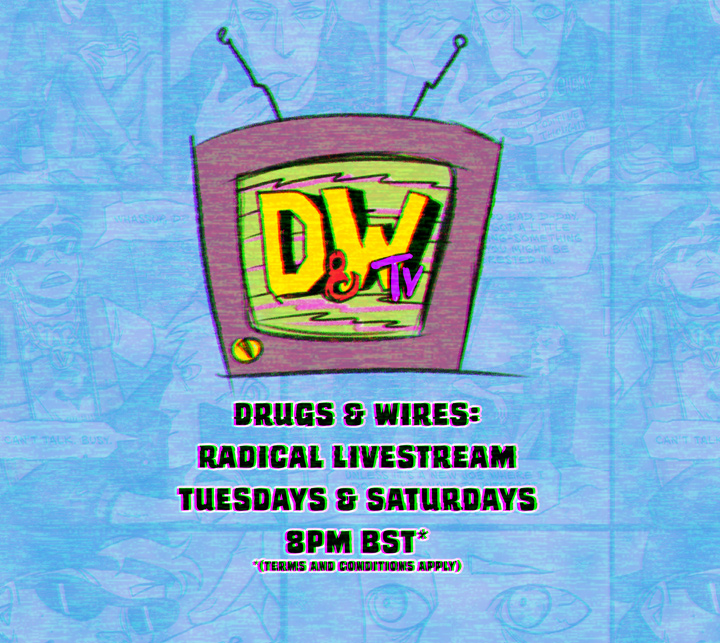 D&W
TV
DRUGS & WIRES:
RADICAL LIVESTREAM
TUESDAYS & SATURDAYS
8PM BST*
*(TERMS AND CONDITIONS APPLY)